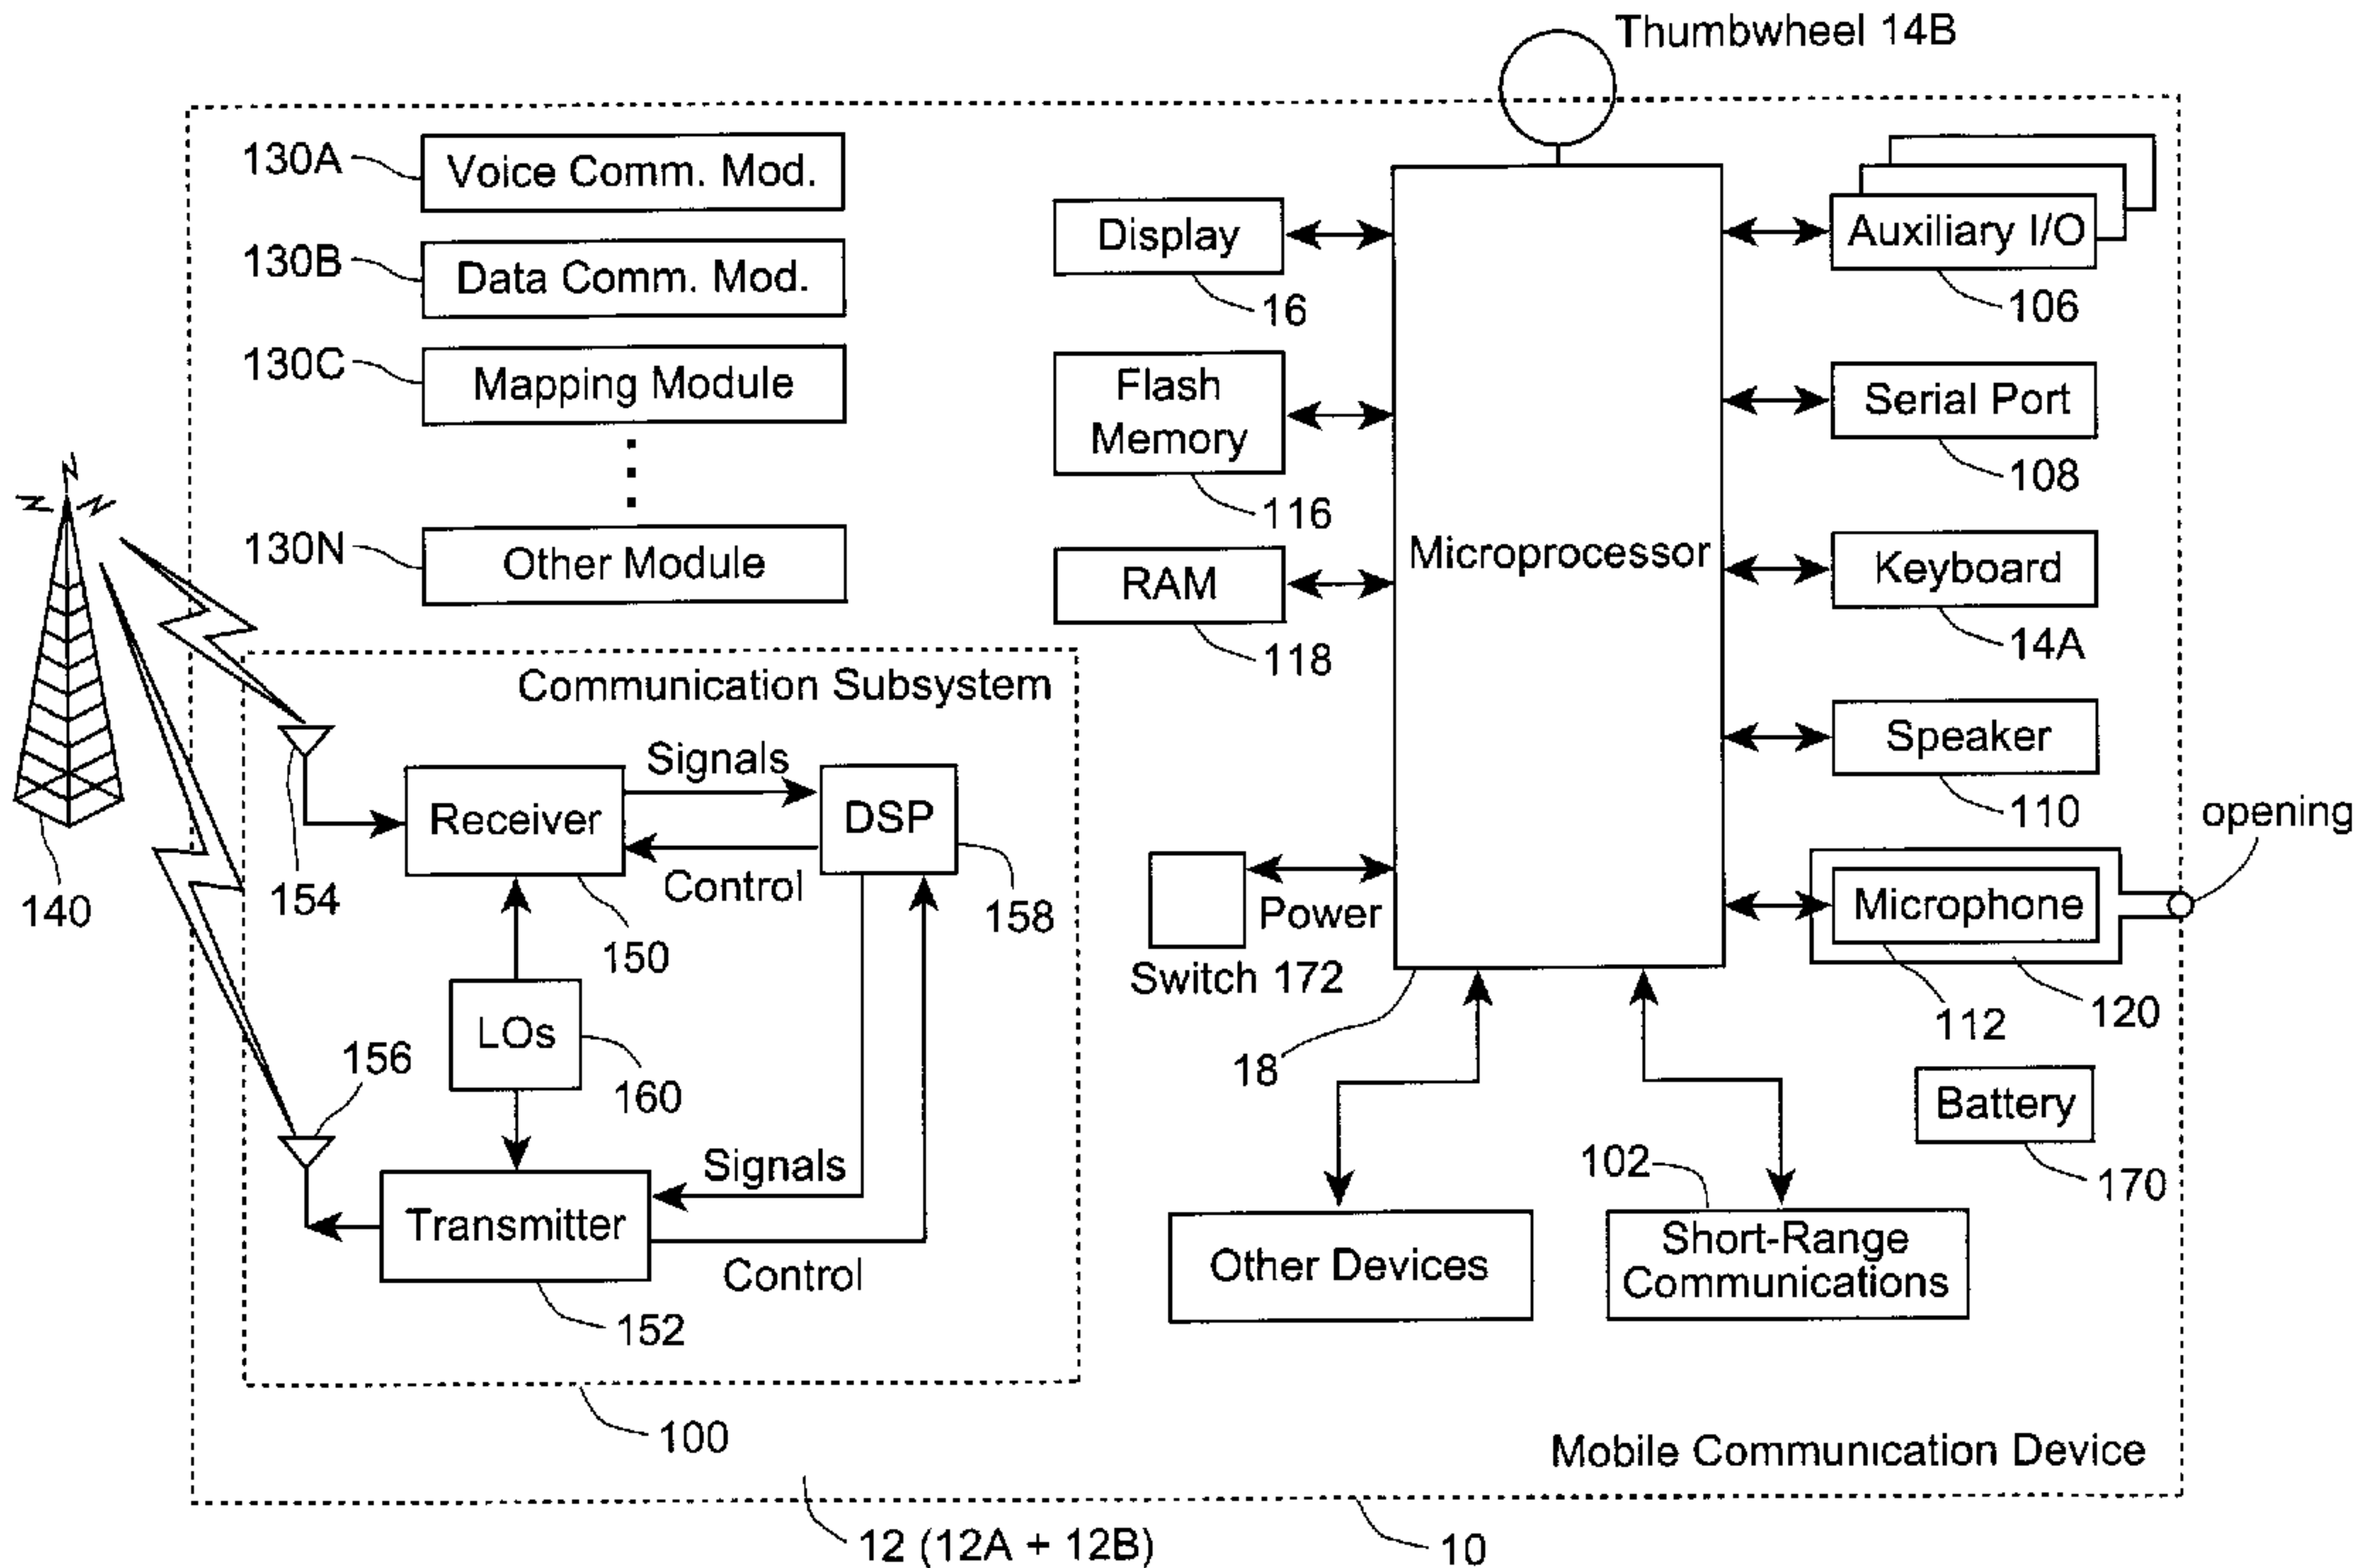 Thumbwheel 14B
130A
Voice Comm. Mod.
130B
Data Comm. Mod.
130C
Mapping Module
130N
Other Module
Display
16
Flash
Memory
116
RAM
118
Microprocessor
18
Auxiliary I/O
106
Serial Port
108
Keyboard
14A
Speaker
110
opening
Microphone
112
120
Power
Switch 172
Battery
170
Other Devices
102
Short-Range
Communications
Communication Subsystem
140
154
Receiver
150
Signals
Control
DSP
158
LOs
160
156
Transmitter
152
Signals
Control
100
Mobile Communication Device
12 (12A + 12B)
10